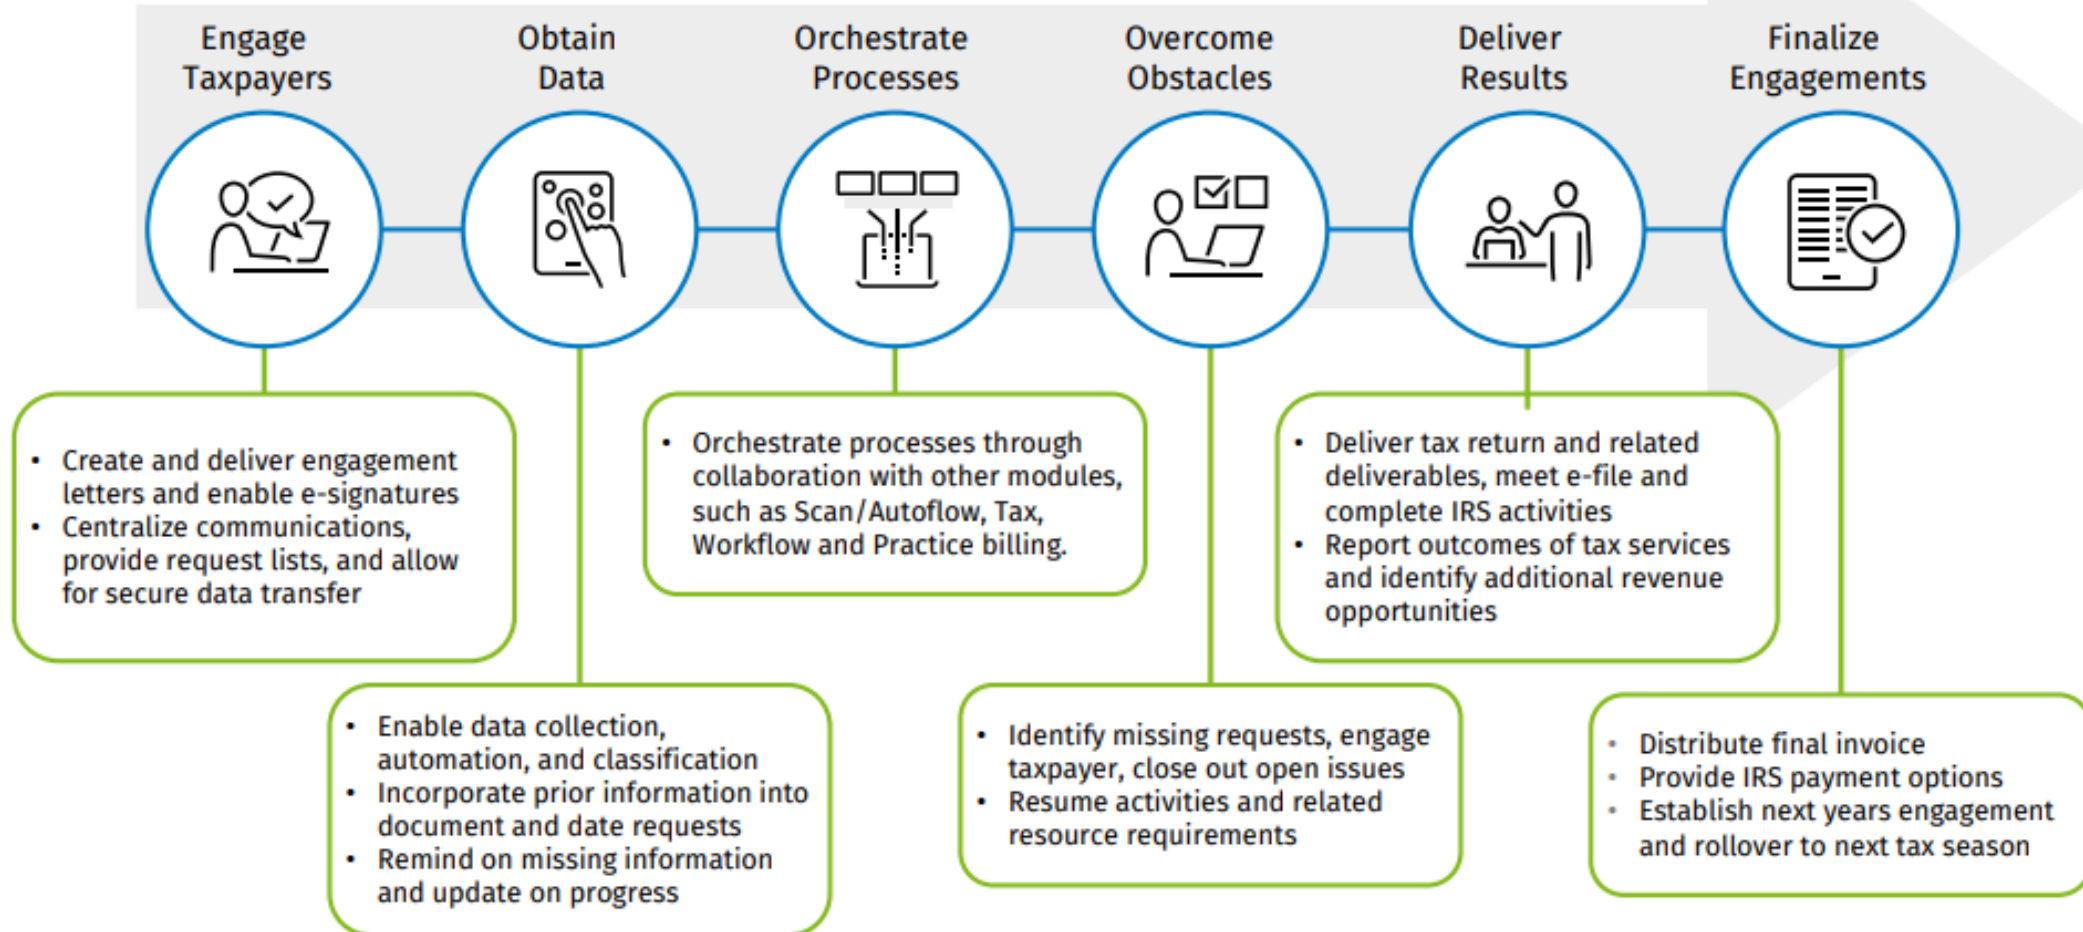 Engage
Taxpayers
Obtain
Data
Orchestrate
Processes
Overcome
Obstacles
Deliver
Results
Finalize
Engagements
• Create and deliver engagement
letters and enable e-signatures
• Centralize communications,
provide request lists, and allow
for secure data transfer
• Enable data collection,
automation, and classification
• Incorporate prior information into
document and date requests
• Remind on missing information
and update on progress
• Orchestrate processes through
collaboration with other modules,
such as Scan/Autoflow, Tax,
Workflow and Practice billing.
• Identify missing requests, engage
taxpayer, close out open issues
• Resume activities and related
resource requirements
• Deliver tax return and related
deliverables, meet e-file and
complete IRS activities
• Report outcomes of tax services
and identify additional revenue
opportunities
• Distribute final invoice
• Provide IRS payment options
• Establish next years engagement
and rollover to next tax season